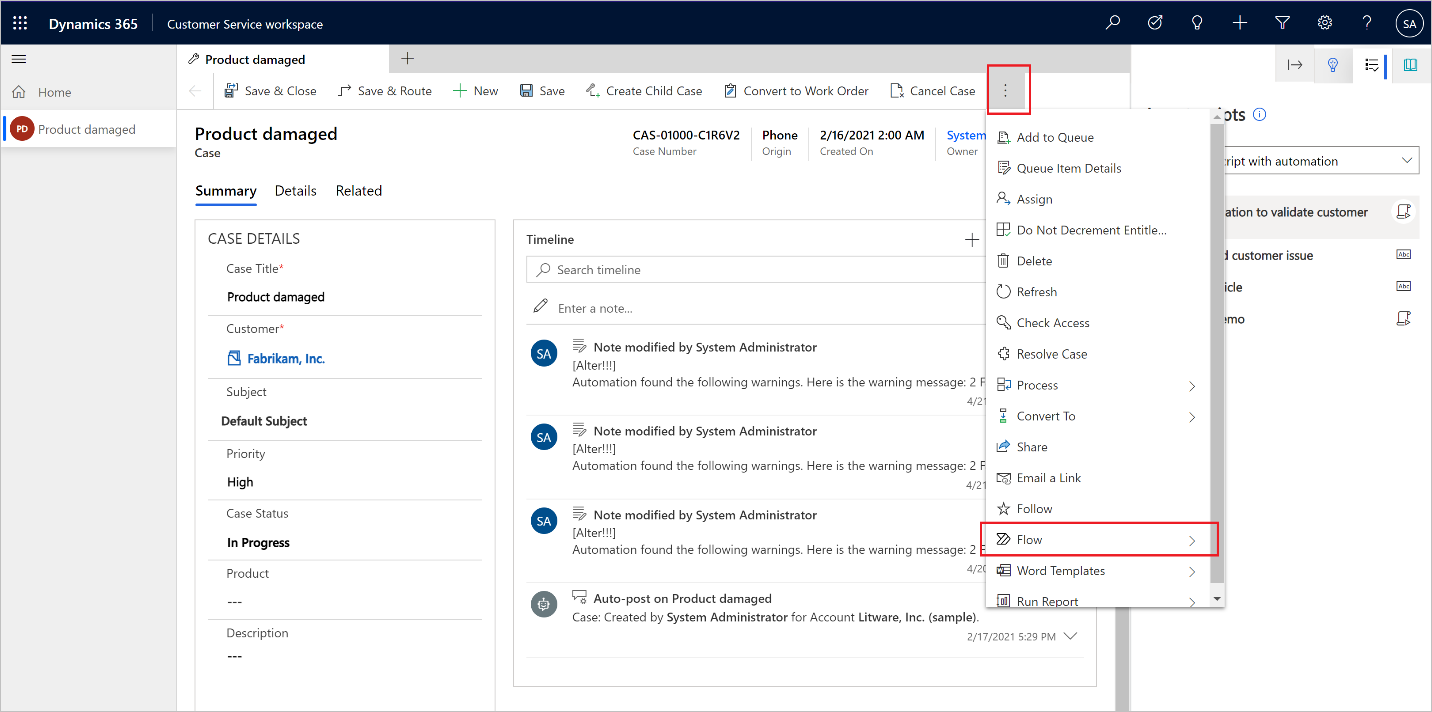 Dynamics 365
Customer Service workspace
SA
Product damaged
Home
PD Product damaged
Save & Close
Save & Route
New
Save
Create Child Case
Convert to Work Order
Cancel Case
Product damaged
Case
CAS-01000-C1R6V2
Case Number
Phone
Origin
2/16/2021 2:00 AM
Created On
System
Owner
Summary
Details
Related
CASE DETAILS
Case Title*
Product damaged
Customer*
Fabrikam, Inc.
Subject
Default Subject
Priority
High
Case Status
In Progress
Product
---
Description
---
Timeline
Search timeline
Enter a note...
SA
Note modified by System Administrator
[Alter!!!]
Automation found the following warnings. Here is the warning message: 2 F
4/21
SA
Note modified by System Administrator
[Alter!!!]
Automation found the following warnings. Here is the warning message: 2 F
4/21
SA
Note modified by System Administrator
[Alter!!!]
Automation found the following warnings. Here is the warning message: 2 F
4/20
Auto-post on Product damaged
Case: Created by System Administrator for Account Litware, Inc. (sample).
2/17/2021 5:29 PM
Add to Queue
Queue Item Details
Assign
Do Not Decrement Entitle...
Delete
Refresh
Check Access
Resolve Case
Process
Convert To
Share
Email a Link
Follow
Flow
Word Templates
Run Report
ript with automation
ation to validate customer
d customer issue
Abc
icle
Abc
emo